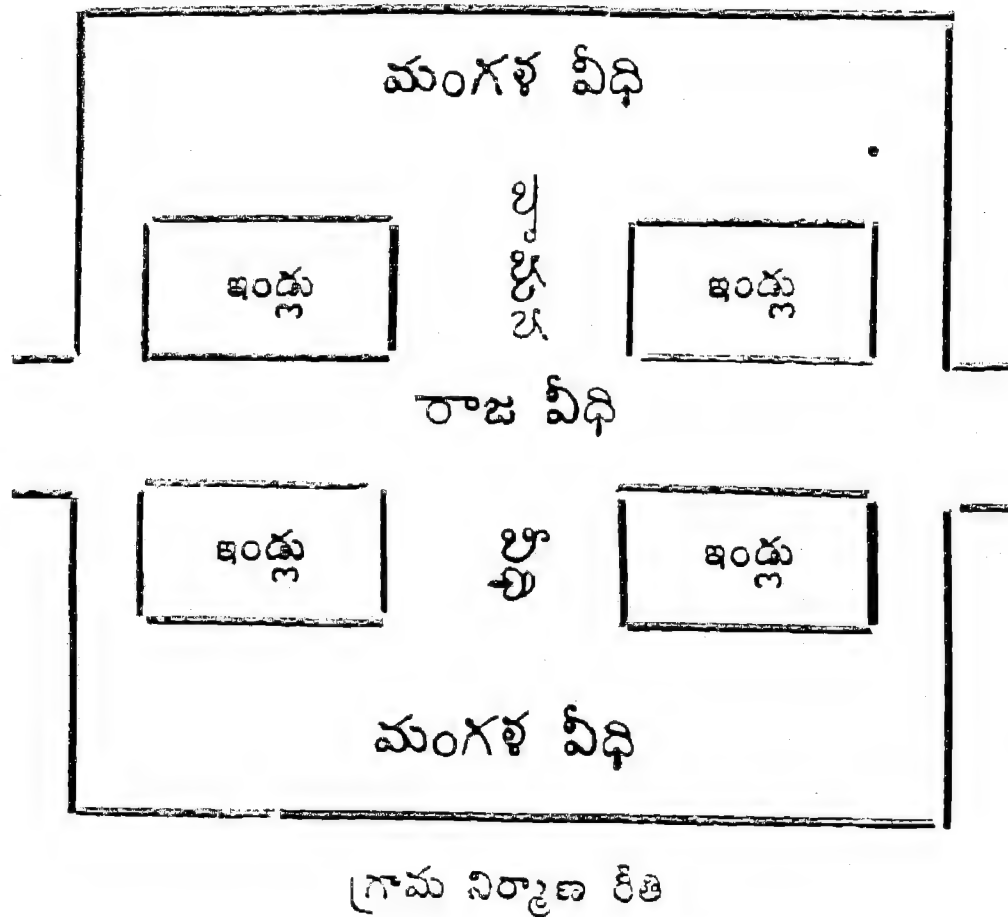 మంగళ వీధి
ఇండ్లు
ఇండ్లు
రాజ వీధి
ఇండ్లు
ఇండ్లు
మంగళ వీధి
గ్రామ నిర్మాణ రీతి